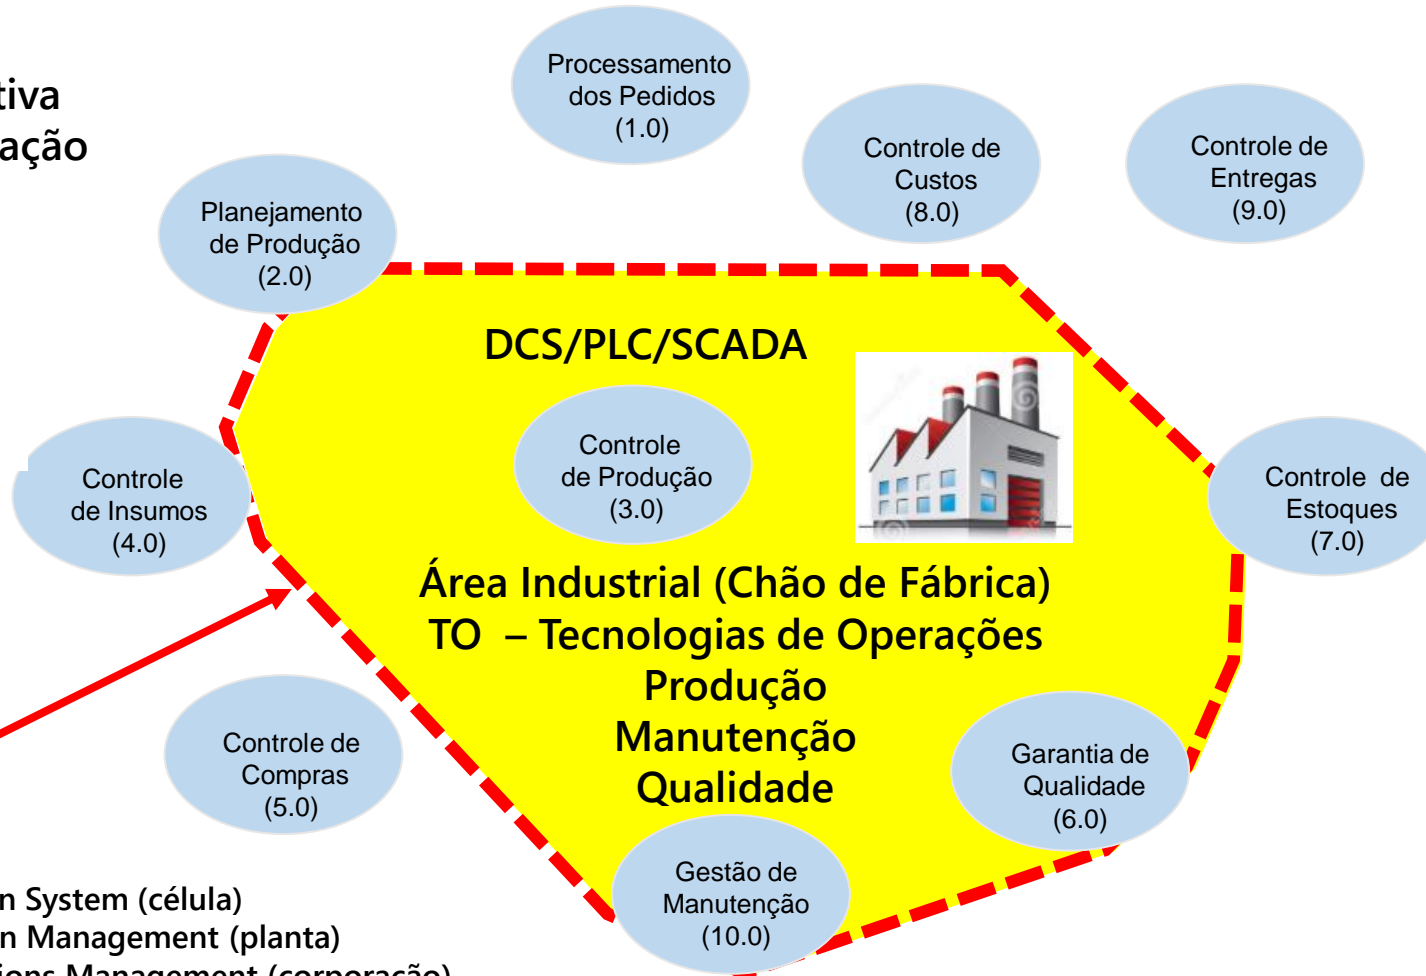 Processamento
dos Pedidos
(1.0)
tiva
ação
Controle de
Custos
(8.0)
Controle de
Entregas
(9.0)
Planejamento
de Produção
(2.0)
DCS/PLC/SCADA
Controle
de Produção
(3.0)
Controle
de Insumos
(4.0)
Controle de
Estoques
(7.0)
Área Industrial (Chão de Fábrica)
TO – Tecnologias de Operações
Produção
Manutenção
Qualidade
Controle de
Compras
(5.0)
Garantia de
Qualidade
(6.0)
Gestão de
Manutenção
(10.0)
n System (célula)
n Management (planta)
ions Management (corporação)